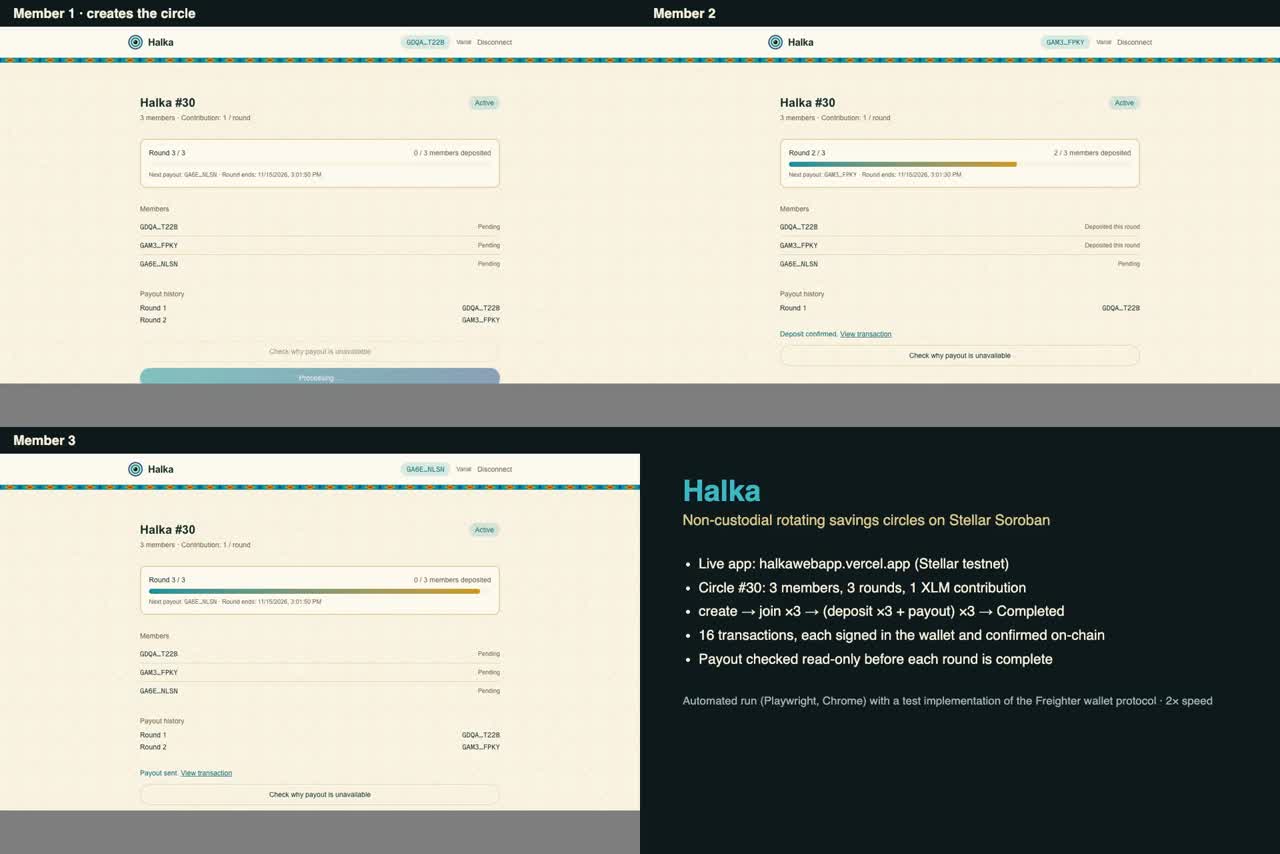 Member 1 · creates the circle
Halka
GDQA…T22B
Disconnect
Halka #30
Active
3 members · Contribution: 1 / round
Round 3 / 3
0 / 3 members deposited
Next payout: GA6E…NLSN · Round ends: 11/15/2026, 3:01:50 PM
Members
GDQA…T22B
Pending
GAM3…FPKY
Pending
GA6E…NLSN
Pending
Payout history
Round 1
GDQA…T22B
Round 2
GAM3…FPKY
Check why payout is unavailable
Processing…
Member 2
Halka
GAM3…FPKY
Disconnect
Halka #30
Active
3 members · Contribution: 1 / round
Round 2 / 3
2 / 3 members deposited
Next payout: GAM3…FPKY · Round ends: 11/15/2026, 3:01:30 PM
Members
GDQA…T22B
Deposited this round
GAM3…FPKY
Deposited this round
GA6E…NLSN
Pending
Payout history
Round 1
GDQA…T22B
Deposit confirmed. View transaction
Check why payout is unavailable
Member 3
Halka
GA6E…NLSN
Disconnect
Halka #30
Active
3 members · Contribution: 1 / round
Round 3 / 3
0 / 3 members deposited
Next payout: GA6E…NLSN · Round ends: 11/15/2026, 3:01:50 PM
Members
GDQA…T22B
Pending
GAM3…FPKY
Pending
GA6E…NLSN
Pending
Payout history
Round 1
GDQA…T22B
Round 2
GAM3…FPKY
Payout sent. View transaction
Check why payout is unavailable
Halka
Non-custodial rotating savings circles on Stellar Soroban
• Live app: halkawebapp.vercel.app (Stellar testnet)
• Circle #30: 3 members, 3 rounds, 1 XLM contribution
• create → join ×3 → (deposit ×3 + payout) ×3 → Completed
• 16 transactions, each signed in the wallet and confirmed on-chain
• Payout checked read-only before each round is complete
Automated run (Playwright, Chrome) with a test implementation of the Freighter wallet protocol · 2× speed